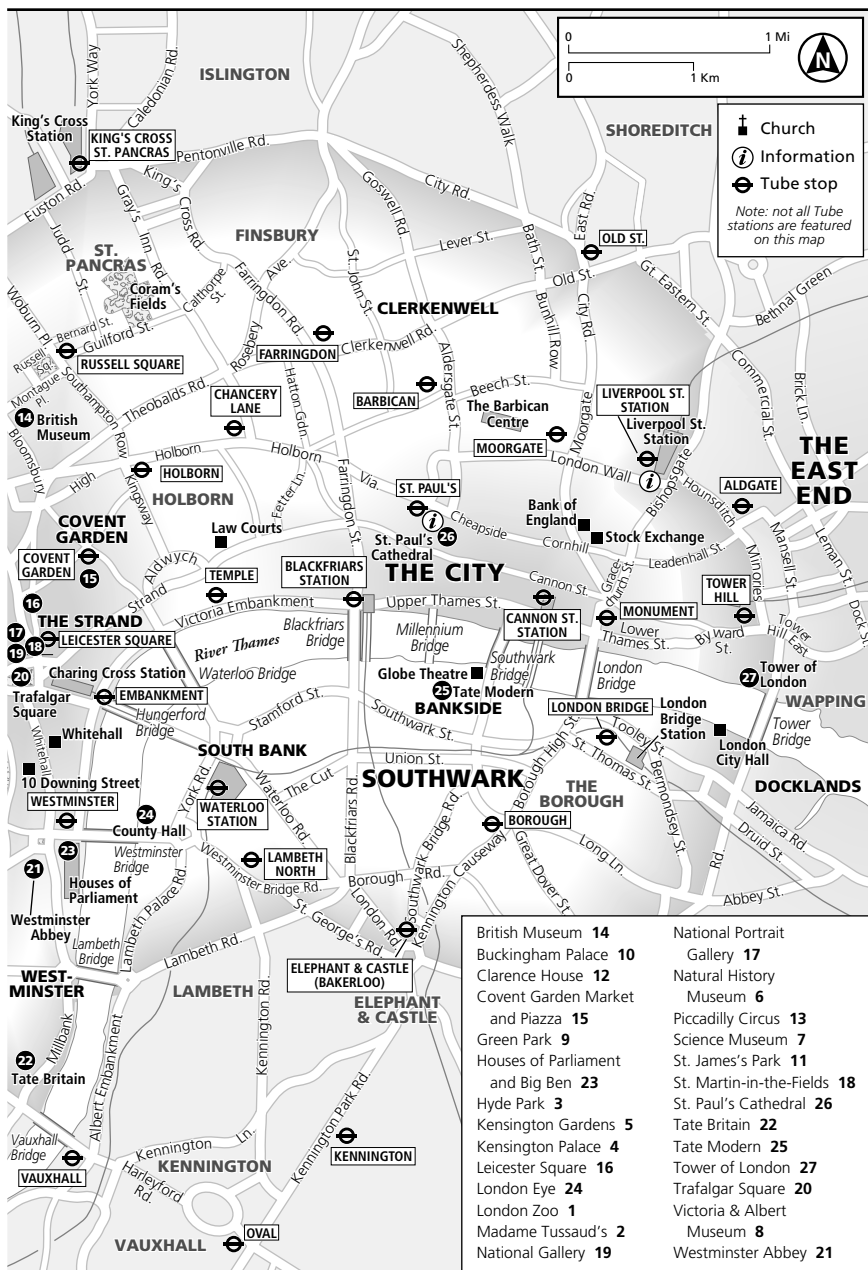 0
1 Mi
0
1 Km
N
Church
Information
Tube stop
Note: not all Tube
stations are featured
on this map
York Way
Caledonian Rd.
ISLINGTON
Shepherdess Walk
SHOREDITCH
King's Cross
Station
KING'S CROSS
ST. PANCRAS
Pentonville Rd.
Euston Rd.
King's Cross Rd.
Gray's Inn Rd.
Judd St.
Goswell Rd.
City Rd.
East Rd.
FINSBURY
Lever St.
Bath St.
OLD ST.
Old St.
City Rd.
Gt. Eastern St.
Bethnal Green
ST.
PANCRAS
Coram's
Fields
Calthorpe
St.
Farringdon Rd.
Rosebery
Ave.
St. John St.
CLERKENWELL
Bunhill Row
Woburn Pl.
Bernard St.
Guilford St.
Russell
Sq.
RUSSELL SQUARE
FARRINGDON
Clerkenwell Rd.
Aldersgate St.
Commercial St.
Brick Ln.
Montague
Pl.
Southampton Row
Theobalds Rd.
Hatton Gdn.
BARBICAN
Beech St.
14
British
Museum
CHANCERY
LANE
The Barbican
Centre
MOORGATE
Moorgate
LIVERPOOL ST.
STATION
Liverpool St.
Station
THE
EAST
END
Bloomsbury
High
Holborn
HOLBORN
HOLBORN
Kingsway
Fetter Ln.
Holborn
Via.
Farringdon St.
ST. PAUL'S
London Wall
Bishopsgate
Hounsditch
ALDGATE
COVENT
GARDEN
COVENT
GARDEN
15
Law Courts
Aldwych
St. Paul's
Cathedral
26
Cheapside
Bank of
England
Stock Exchange
Cornhill
Leadenhall St.
Minories
Mansell St.
Leman St.
Dock St.
16
TEMPLE
BLACKFRIARS
STATION
THE CITY
Cannon St.
Grace-
church St.
TOWER
HILL
Strand
Victoria Embankment
Upper Thames St.
CANNON ST.
STATION
MONUMENT
THE STRAND
17
18
19
LEICESTER SQUARE
River Thames
Blackfriars
Bridge
Millennium
Bridge
Southwark
Bridge
Lower
Thames St.
Byward
St.
Tower
Hill East
20
Trafalgar
Square
Charing Cross Station
EMBANKMENT
Waterloo Bridge
Globe Theatre
25
Tate Modern
BANKSIDE
London
Bridge
27
Tower of
London
WAPPING
Hungerford
Bridge
Stamford St.
Southwark St.
LONDON BRIDGE
London
Bridge
Station
Tower
Bridge
Whitehall
Whitehall
10 Downing Street
SOUTH BANK
Union St.
SOUTHWARK
Borough High St.
St. Thomas St.
Tooley St.
London
City Hall
DOCKLANDS
WESTMINSTER
24
County Hall
York Rd.
WATERLOO
STATION
The Cut
Waterloo Rd.
Blackfriars Rd.
Southwark Bridge Rd.
BOROUGH
THE
BOROUGH
Bermondsey St.
Jamaica Rd.
Druid St.
23
Houses of
Parliament
Westminster
Bridge
LAMBETH
NORTH
Westminster Bridge Rd.
Borough Rd.
Great Dover St.
Long Ln.
Rd.
Abbey St.
21
Westminster
Abbey
Lambeth Palace Rd.
Lambeth
Bridge
Lambeth Rd.
St. George's Rd.
London Rd.
Kennington Causeway
WEST-
MINSTER
LAMBETH
ELEPHANT & CASTLE
(BAKERLOO)
ELEPHANT
& CASTLE
Millbank
22
Tate Britain
Albert Embankment
Kennington Rd.
Kennington Park Rd.
Vauxhall
Bridge
VAUXHALL
Kennington
Ln.
KENNINGTON
Harleyford
Rd.
KENNINGTON
VAUXHALL
OVAL
British Museum 14
Buckingham Palace 10
Clarence House 12
Covent Garden Market
and Piazza 15
Green Park 9
Houses of Parliament
and Big Ben 23
Hyde Park 3
Kensington Gardens 5
Kensington Palace 4
Leicester Square 16
London Eye 24
London Zoo 1
Madame Tussaud's 2
National Gallery 19
National Portrait
Gallery 17
Natural History
Museum 6
Piccadilly Circus 13
Science Museum 7
St. James's Park 11
St. Martin-in-the-Fields 18
St. Paul's Cathedral 26
Tate Britain 22
Tate Modern 25
Tower of London 27
Trafalgar Square 20
Victoria & Albert
Museum 8
Westminster Abbey 21